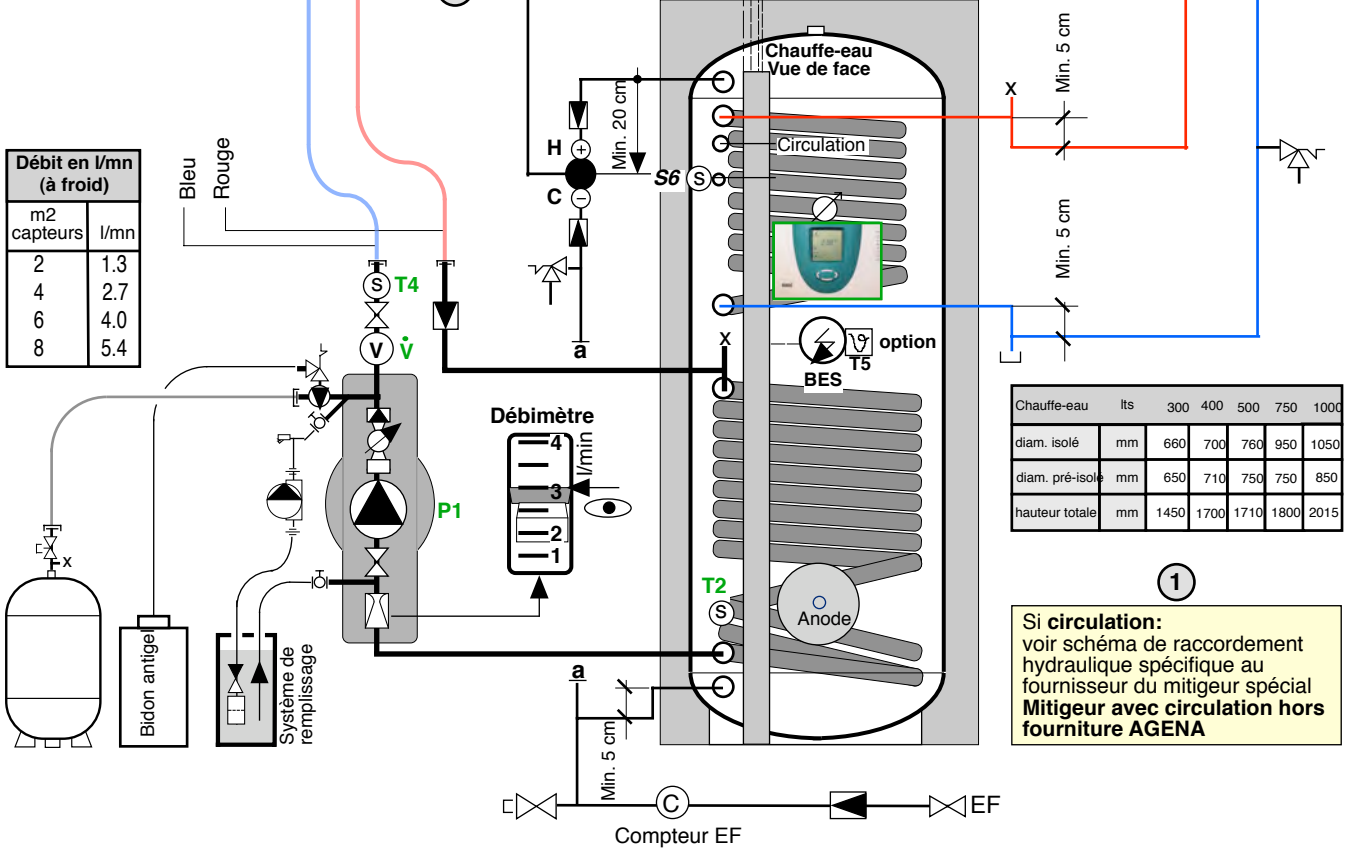 Chauffe-eau
Vue de face
Min. 20 cm
Min. 5 cm
x
H
+
C
−
Circulation
S6
S
Débit en l/mn
(à froid)
m2
capteurs
l/mn
2 1.3
4 2.7
6 4.0
8 5.4
Bleu
Rouge
S
T4
V
V̇
a
Min. 5 cm
x
option
T5
BES
Débimètre
4
3
2
1
l/min
P1
Chauffe-eau lts 300 400 500 750 1000
diam. isolé mm 660 700 760 950 1050
diam. pré-isolé mm 650 710 750 750 850
hauteur totale mm 1450 1700 1710 1800 2015
x
T2
S
Anode
Bidon antigel
Système de
remplissage
a
Min. 5 cm
1
Si circulation:
voir schéma de raccordement
hydraulique spécifique au
fournisseur du mitigeur spécial
Mitigeur avec circulation hors
fourniture AGENA
C
EF
Compteur EF